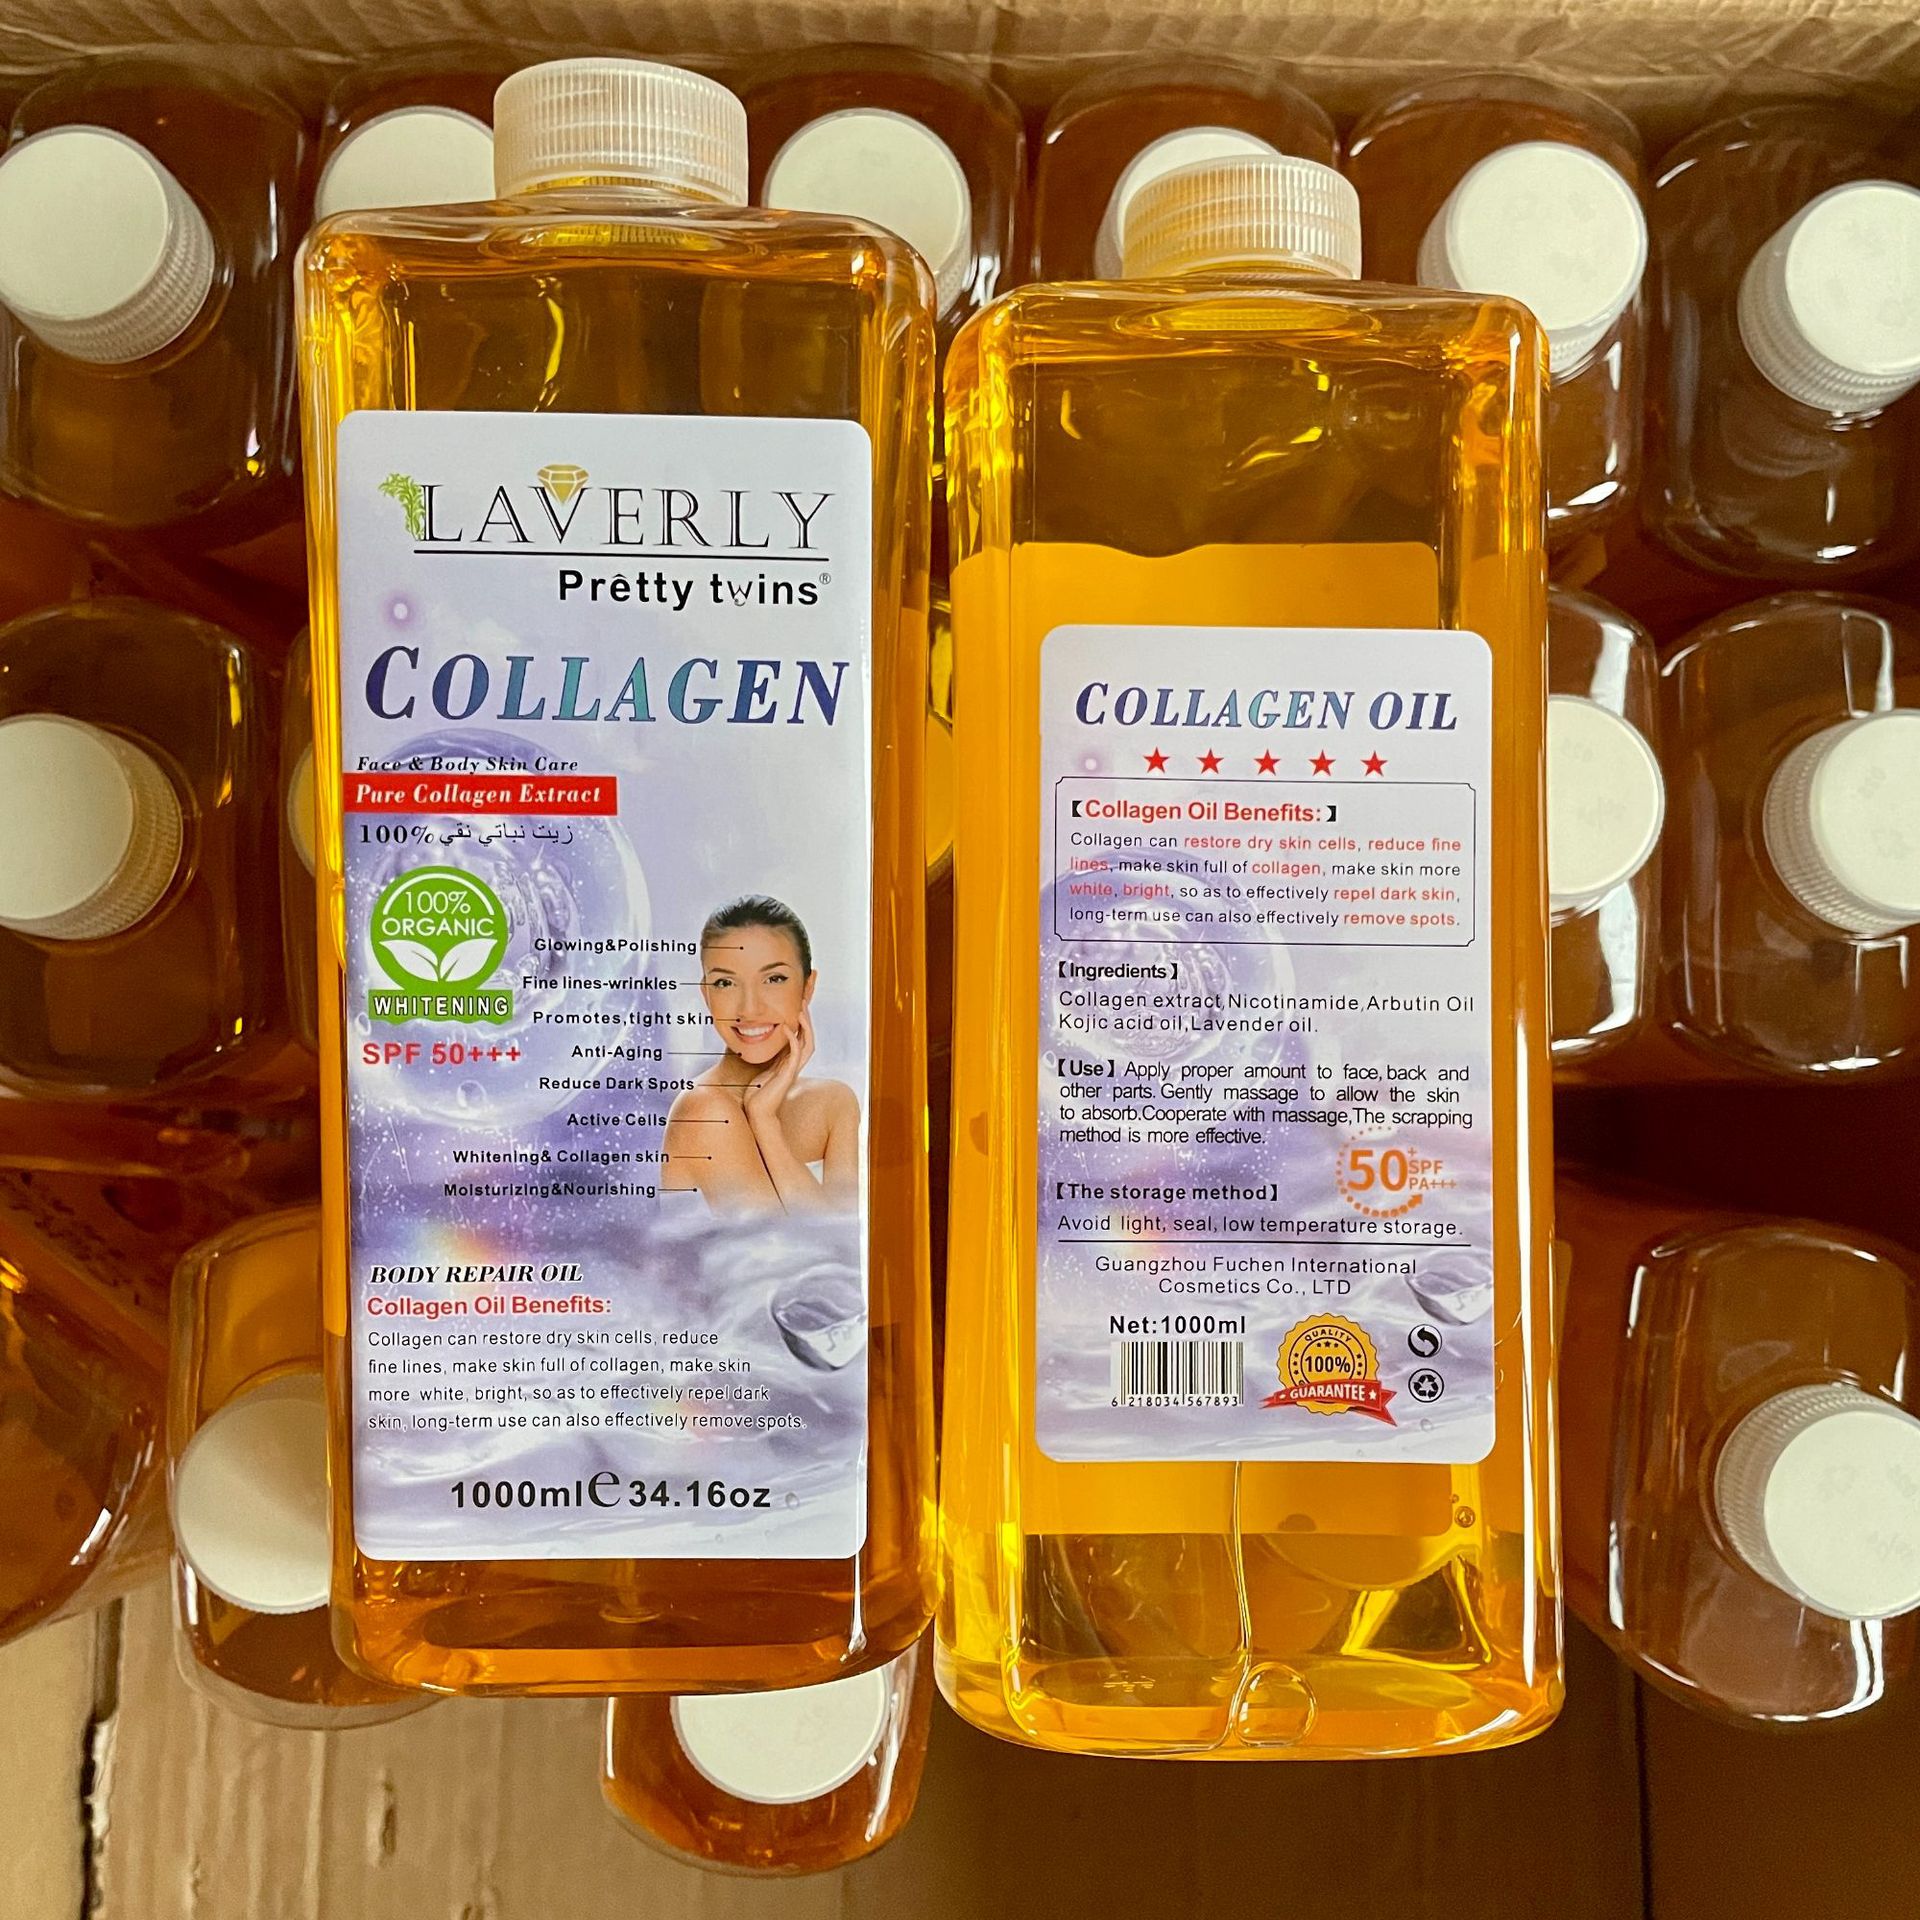 LAVERLY
Prêtty twins®
COLLAGEN
Face & Body Skin Care
Pure Collagen Extract
100% زيت نباتي نقي
100%
ORGANIC
WHITENING
SPF 50+++
Glowing&Polishing
Fine lines-wrinkles
Promotes,tight skin
Anti-Aging
Reduce Dark Spots
Active Cells
Whitening& Collagen skin
Moisturizing&Nourishing
BODY REPAIR OIL
Collagen Oil Benefits:
Collagen can restore dry skin cells, reduce
fine lines, make skin full of collagen, make skin
more white, bright, so as to effectively repel dark
skin, long-term use can also effectively remove spots.
1000ml e 34.16oz
COLLAGEN OIL
★ ★ ★ ★ ★
【Collagen Oil Benefits:】
Collagen can restore dry skin cells, reduce fine
lines, make skin full of collagen, make skin more
white, bright, so as to effectively repel dark skin,
long-term use can also effectively remove spots.
【Ingredients】
Collagen extract,Nicotinamide,Arbutin Oil
Kojic acid oil,Lavender oil.
【Use】Apply proper amount to face,back and
other parts.Gently massage to allow the skin
to absorb.Cooperate with massage,The scrapping
method is more effective.
50+ SPF
PA+++
【The storage method】
Avoid light, seal, low temperature storage.
Guangzhou Fuchen International
Cosmetics Co., LTD
Net:1000ml
6 218034 567893
QUALITY
100%
GUARANTEE